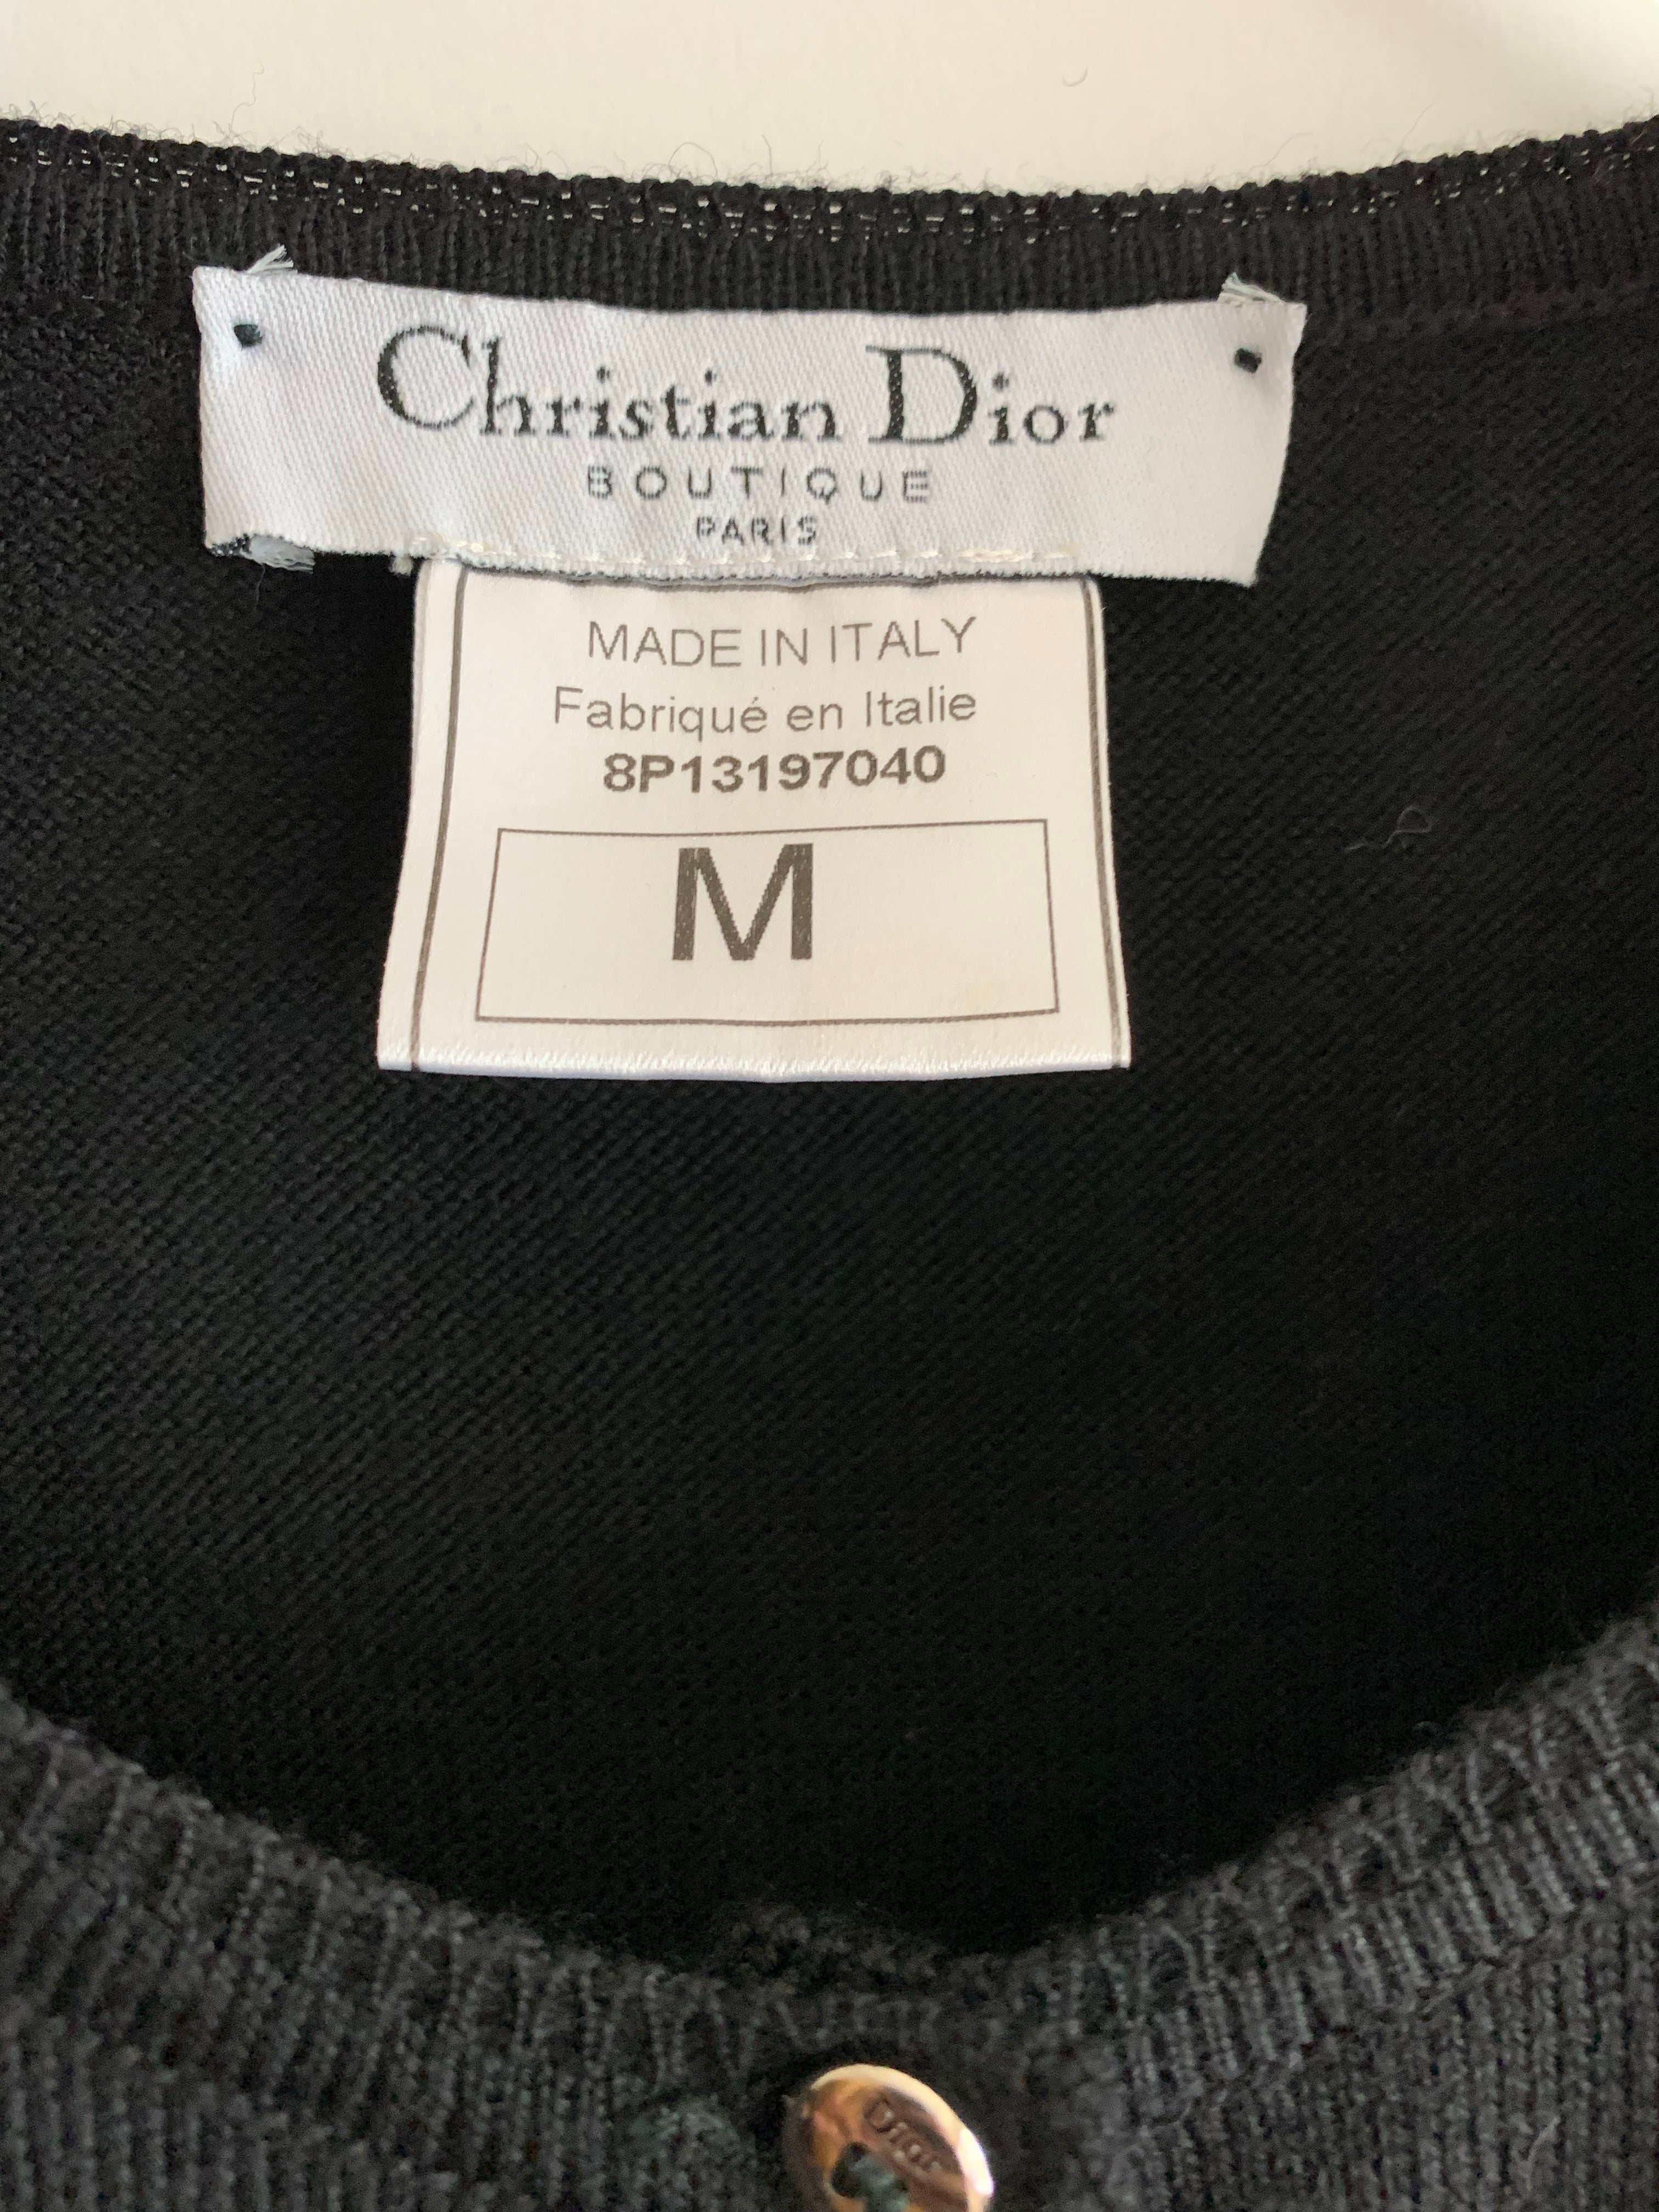 Christian Dior
BOUTIQUE
PARIS
MADE IN ITALY
Fabriqué en Italie
8P13197040
M
Dior